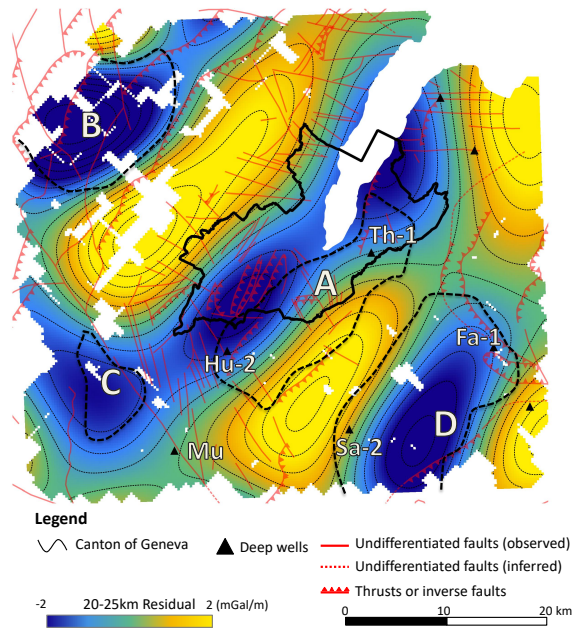 B
Th-1
A
Fa-1
Hu-2
C
D
Mu
Sa-2
Legend
Canton of Geneva
Deep wells
Undifferentiated faults (observed)
Undifferentiated faults (inferred)
Thrusts or inverse faults
-2 20-25km Residual 2 (mGal/m)
0 10 20 km